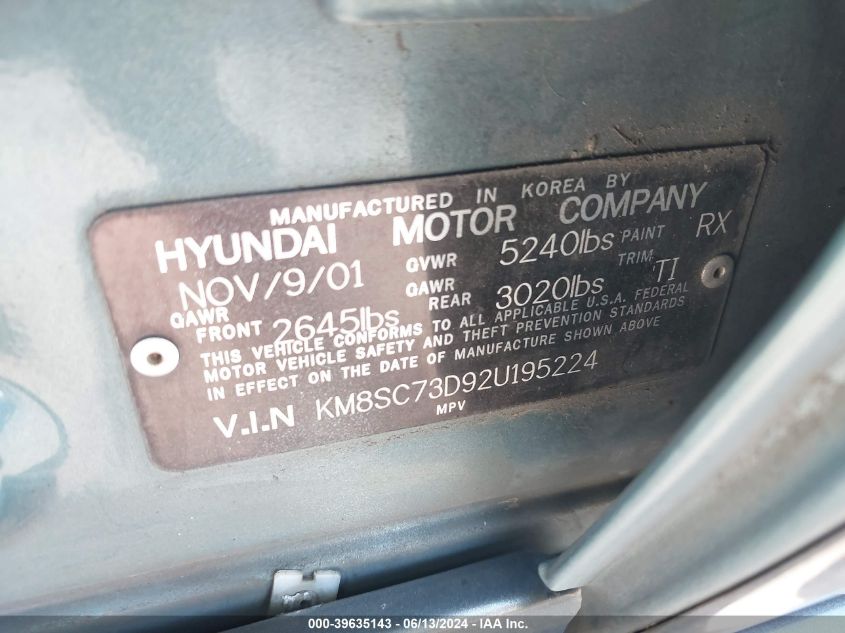 MANUFACTURED IN KOREA BY
HYUNDAI MOTOR COMPANY
NOV/9/01 GVWR 5240lbs PAINT RX
GAWR FRONT 2645lbs GAWR REAR 3020lbs TRIM TI
THIS VEHICLE CONFORMS TO ALL APPLICABLE U.S.A. FEDERAL
MOTOR VEHICLE SAFETY AND THEFT PREVENTION STANDARDS
IN EFFECT ON THE DATE OF MANUFACTURE SHOWN ABOVE
V.I.N KM8SC73D92U195224
MPV
000-39635143 - 06/13/2024 - IAA Inc.